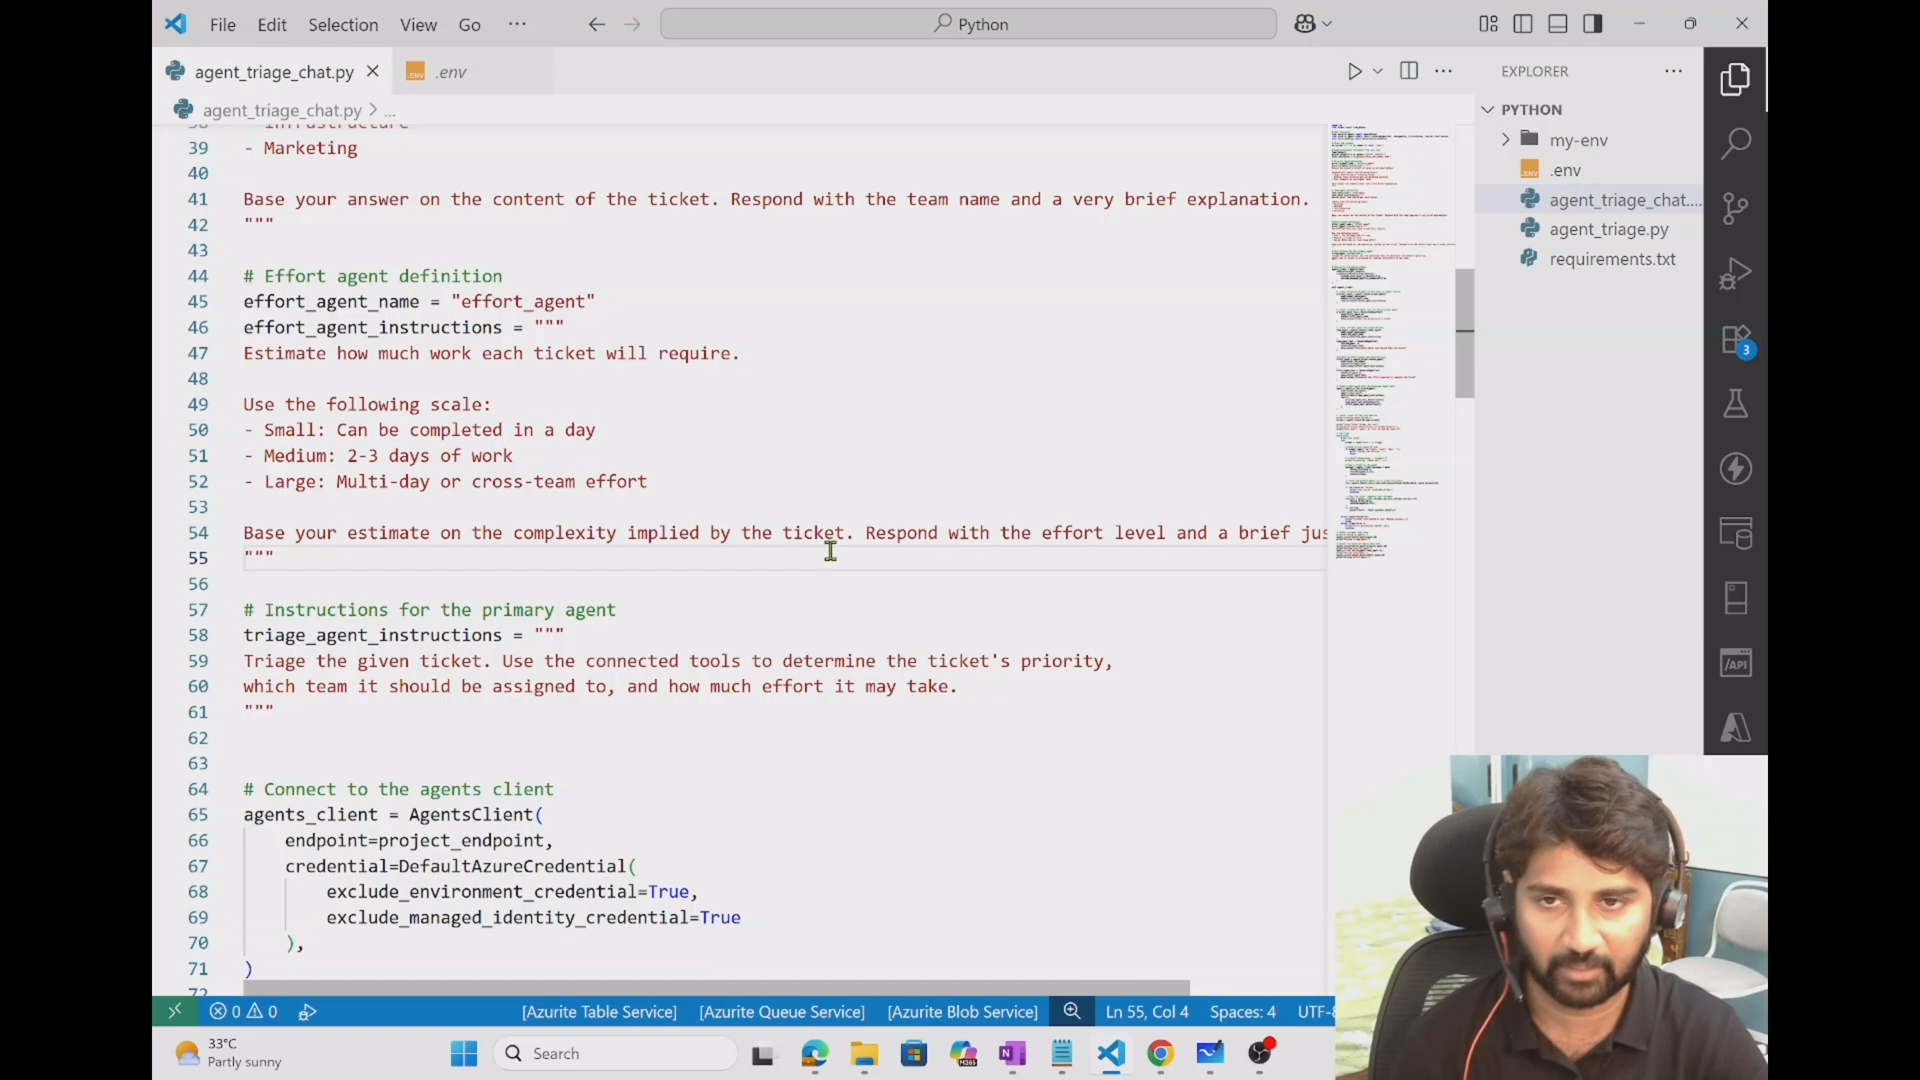 File Edit Selection View Go ···
Python
agent_triage_chat.py
.env
agent_triage_chat.py > ...
EXPLORER
PYTHON
my-env
.env
agent_triage_chat....
agent_triage.py
requirements.txt
3
/API
38 - Infrastructure
39 - Marketing
40
41 Base your answer on the content of the ticket. Respond with the team name and a very brief explanation.
42 """
43
44 # Effort agent definition
45 effort_agent_name = "effort_agent"
46 effort_agent_instructions = """
47 Estimate how much work each ticket will require.
48
49 Use the following scale:
50 - Small: Can be completed in a day
51 - Medium: 2-3 days of work
52 - Large: Multi-day or cross-team effort
53
54 Base your estimate on the complexity implied by the ticket. Respond with the effort level and a brief jus
55 """
56
57 # Instructions for the primary agent
58 triage_agent_instructions = """
59 Triage the given ticket. Use the connected tools to determine the ticket's priority,
60 which team it should be assigned to, and how much effort it may take.
61 """
62
63
64 # Connect to the agents client
65 agents_client = AgentsClient(
66 endpoint=project_endpoint,
67 credential=DefaultAzureCredential(
68 exclude_environment_credential=True,
69 exclude_managed_identity_credential=True
70 ),
71 )
72
0 0 [Azurite Table Service] [Azurite Queue Service] [Azurite Blob Service] Ln 55, Col 4 Spaces: 4 UTF-8
33°C
Partly sunny
Search
M365